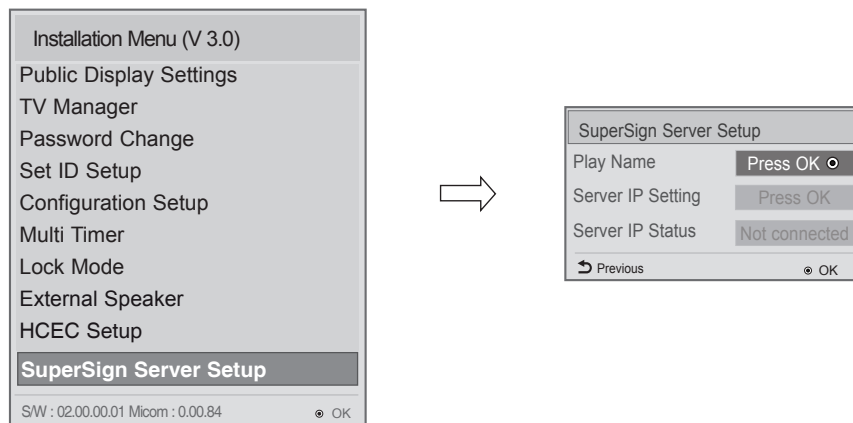 Installation Menu (V 3.0)
Public Display Settings
TV Manager
Password Change
Set ID Setup
Configuration Setup
Multi Timer
Lock Mode
External Speaker
HCEC Setup
SuperSign Server Setup
S/W : 02.00.00.01 Micom : 0.00.84 OK
SuperSign Server Setup
Play Name Press OK
Server IP Setting Press OK
Server IP Status Not connected
Previous OK